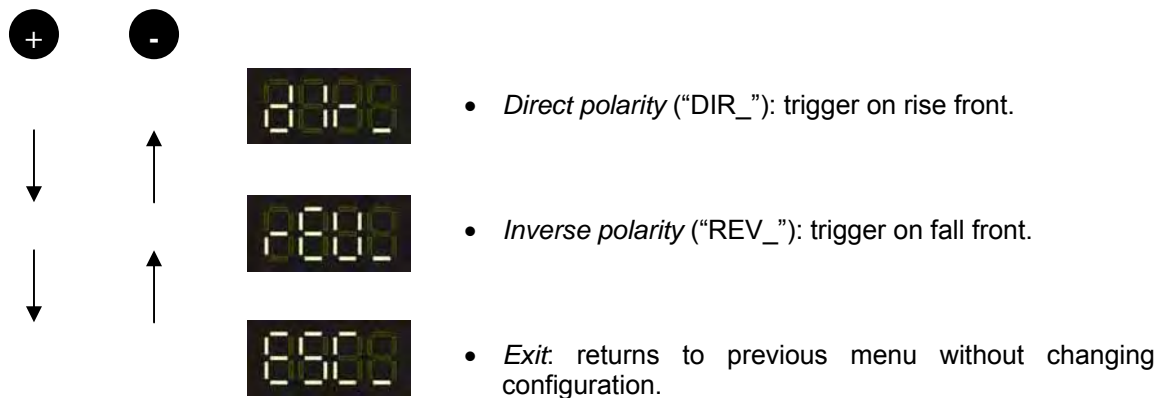 + -
dIr_
• Direct polarity (“DIR_”): trigger on rise front.
rEU_
• Inverse polarity (“REV_”): trigger on fall front.
ESC_
• Exit: returns to previous menu without changing
configuration.